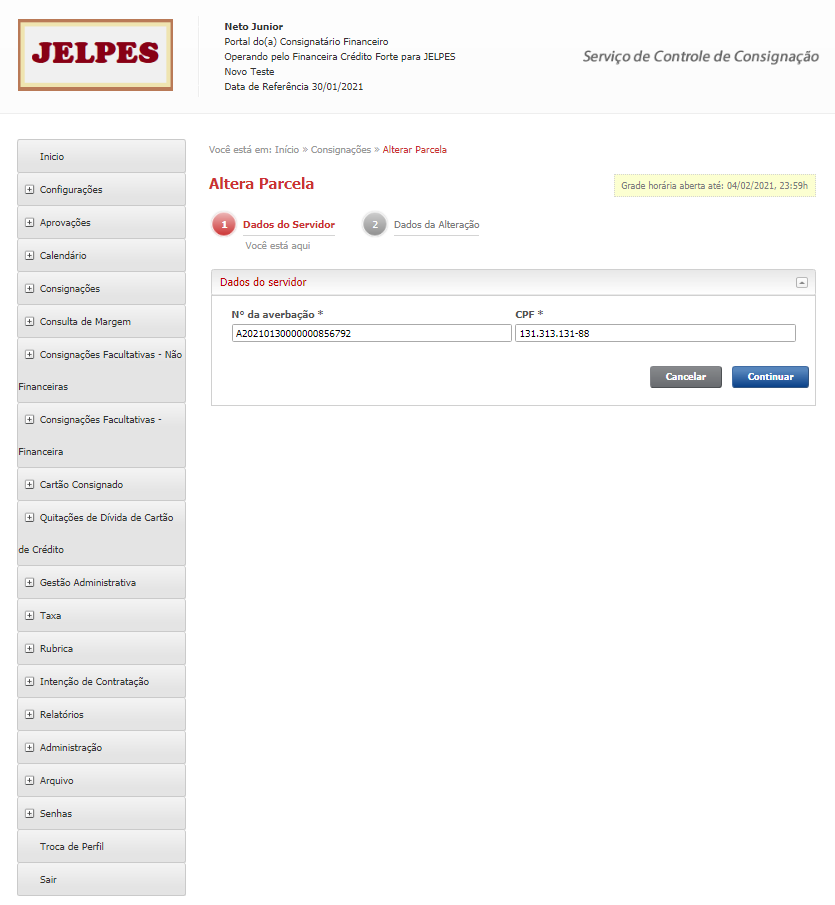 JELPES
Neto Junior
Portal do(a) Consignatário Financeiro
Operando pelo Financeira Crédito Forte para JELPES
Novo Teste
Data de Referência 30/01/2021
Serviço de Controle de Consignação
Você está em: Início » Consignações » Alterar Parcela
Altera Parcela
Grade horária aberta até: 04/02/2021, 23:59h
1 Dados do Servidor
Você está aqui
2 Dados da Alteração
Dados do servidor
Nº da averbação *
CPF *
A20210130000000856792
131.313.131-88
Cancelar
Continuar
Inicio
Configurações
Aprovações
Calendário
Consignações
Consulta de Margem
Consignações Facultativas - Não
Financeiras
Consignações Facultativas -
Financeira
Cartão Consignado
Quitações de Dívida de Cartão
de Crédito
Gestão Administrativa
Taxa
Rubrica
Intenção de Contratação
Relatórios
Administração
Arquivo
Senhas
Troca de Perfil
Sair